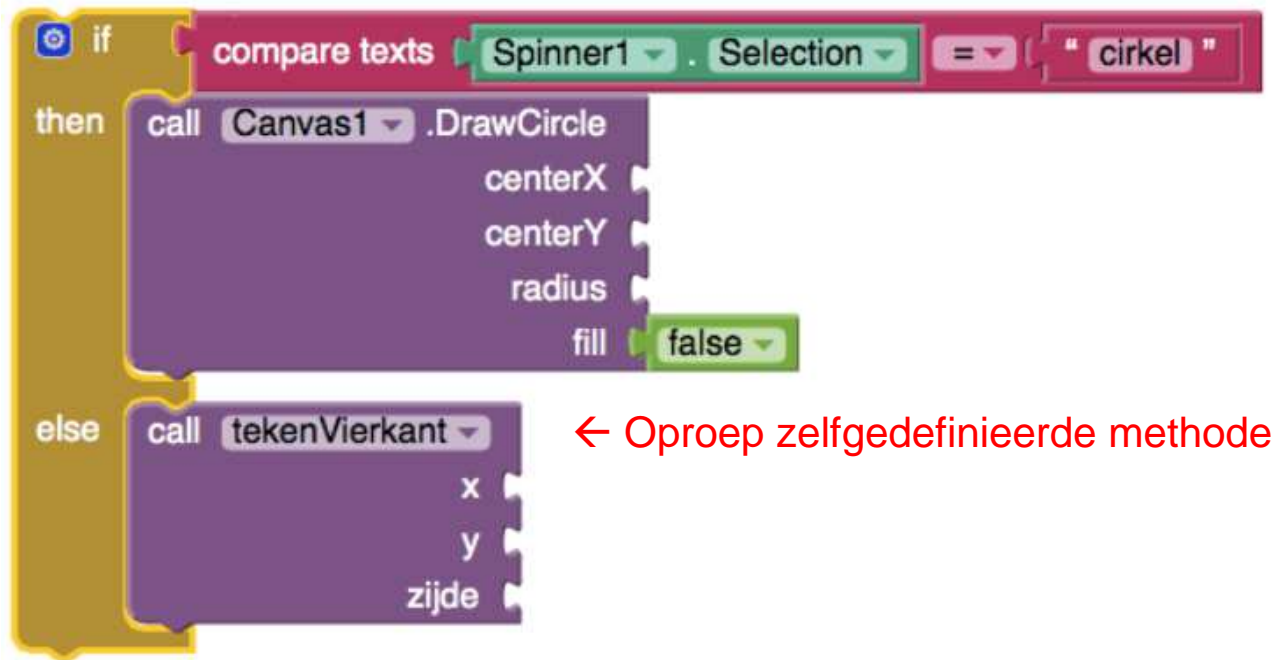 if compare texts Spinner1 . Selection = " cirkel "
then call Canvas1 .DrawCircle
centerX
centerY
radius
fill false
else call tekenVierkant ← Oproep zelfgedefinieerde methode
x
y
zijde